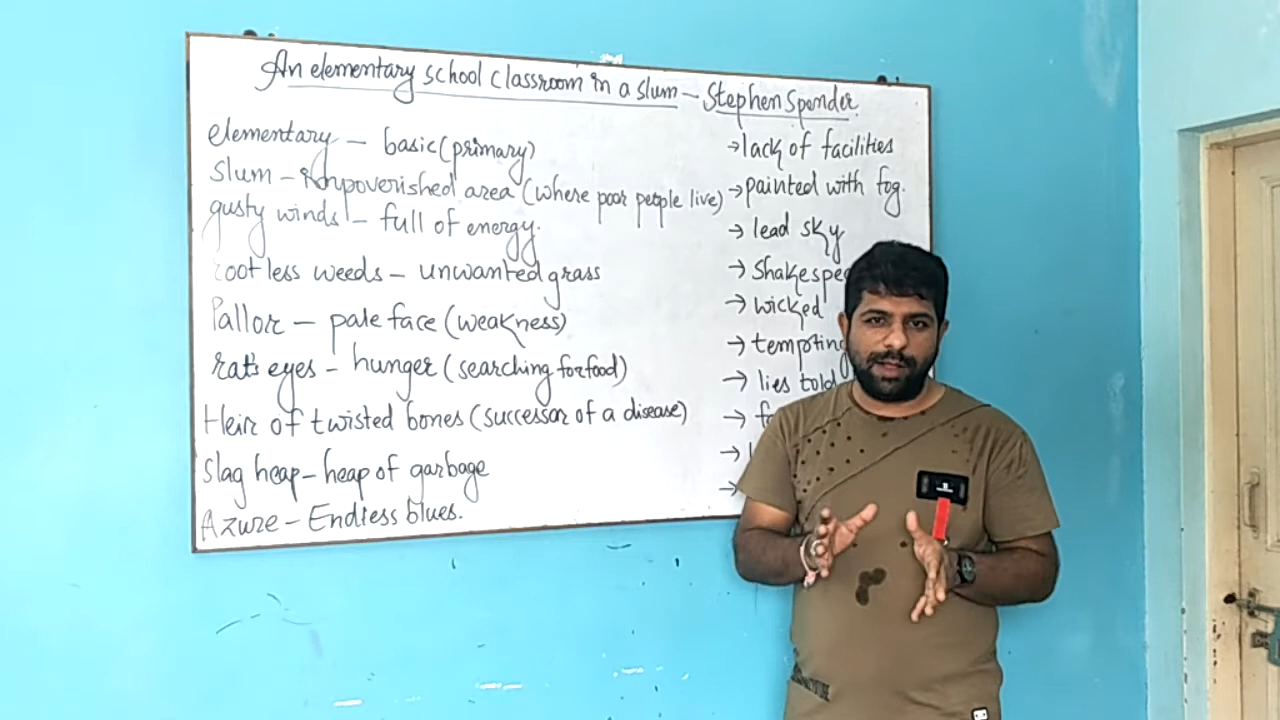 An elementary school classroom in a slum – Stephen Spender
elementary – basic (primary)
Slum – Impoverished area (where poor people live)
gusty winds – full of energy.
rootless weeds – unwanted grass
Pallor – pale face (weakness)
rat's eyes – hunger (searching for food)
Heir of twisted bones (successor of a disease)
Slag heap – heap of garbage
Azure – Endless blues.
→ lack of facilities
→ painted with fog.
→ lead sky
→ Shakespe
→ wicked
→ tempting
→ lies told
→
→
→